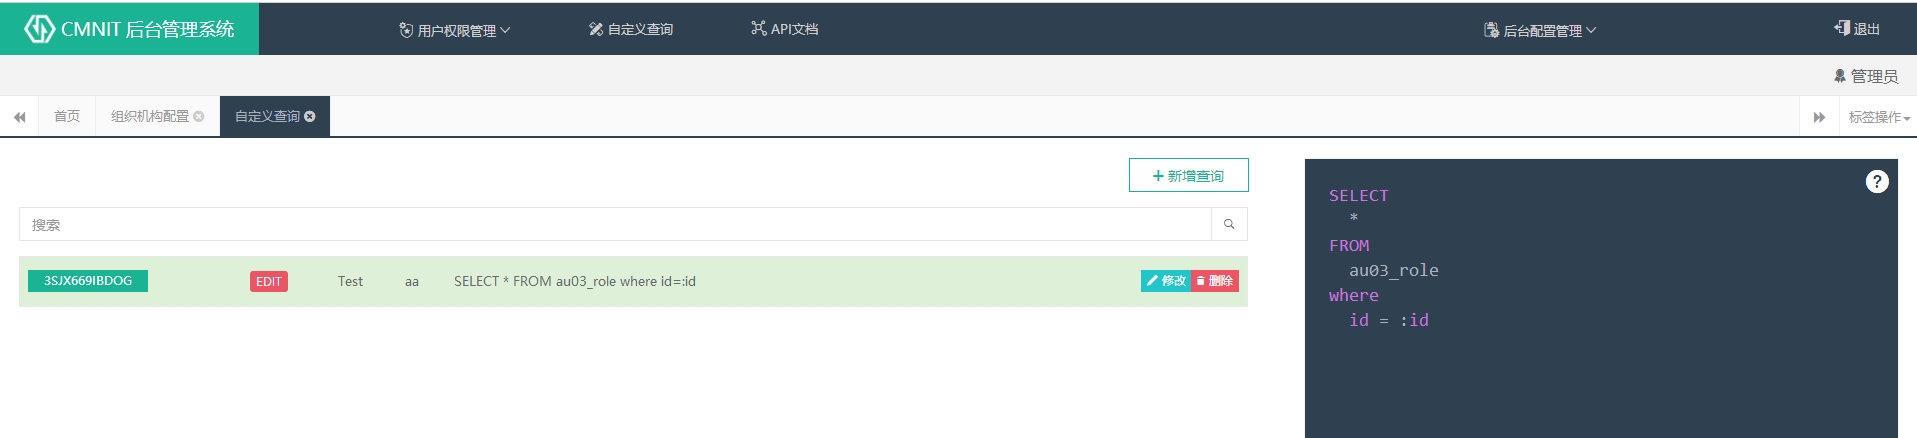 CMNIT 后台管理系统 用户权限管理 自定义查询 API文档 后台配置管理 退出
管理员
首页 组织机构配置 自定义查询 标签操作
+ 新增查询
搜索
3SJX669IBDOG EDIT Test aa SELECT * FROM au03_role where id=:id 修改 删除
?
SELECT
*
FROM
au03_role
where
id = :id